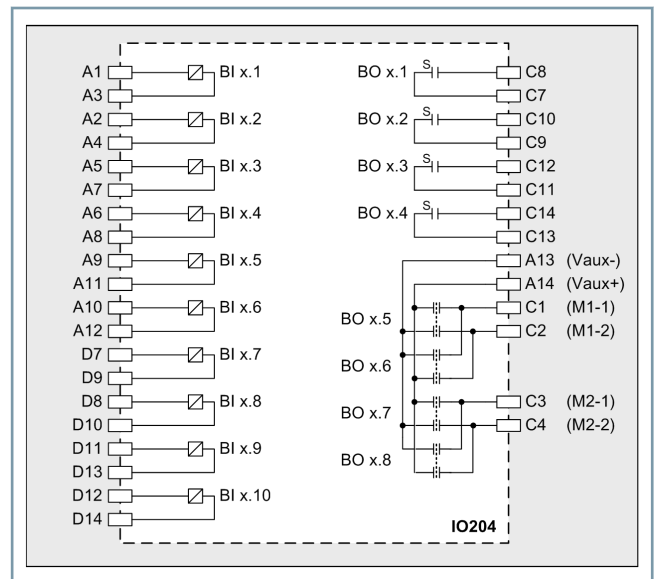 A1 BI x.1 BO x.1 S C8
A3 C7
A2 BI x.2 BO x.2 S C10
A4 C9
A5 BI x.3 BO x.3 S C12
A7 C11
A6 BI x.4 BO x.4 S C14
A8 C13
A9 BI x.5 A13 (Vaux-)
A11 A14 (Vaux+)
A10 BI x.6 C1 (M1-1)
BO x.5
A12 C2 (M1-2)
D7 BI x.7
BO x.6
D9
D8 BI x.8 C3 (M2-1)
BO x.7
D10 C4 (M2-2)
D11 BI x.9
BO x.8
D13
D12 BI x.10
D14
IO204